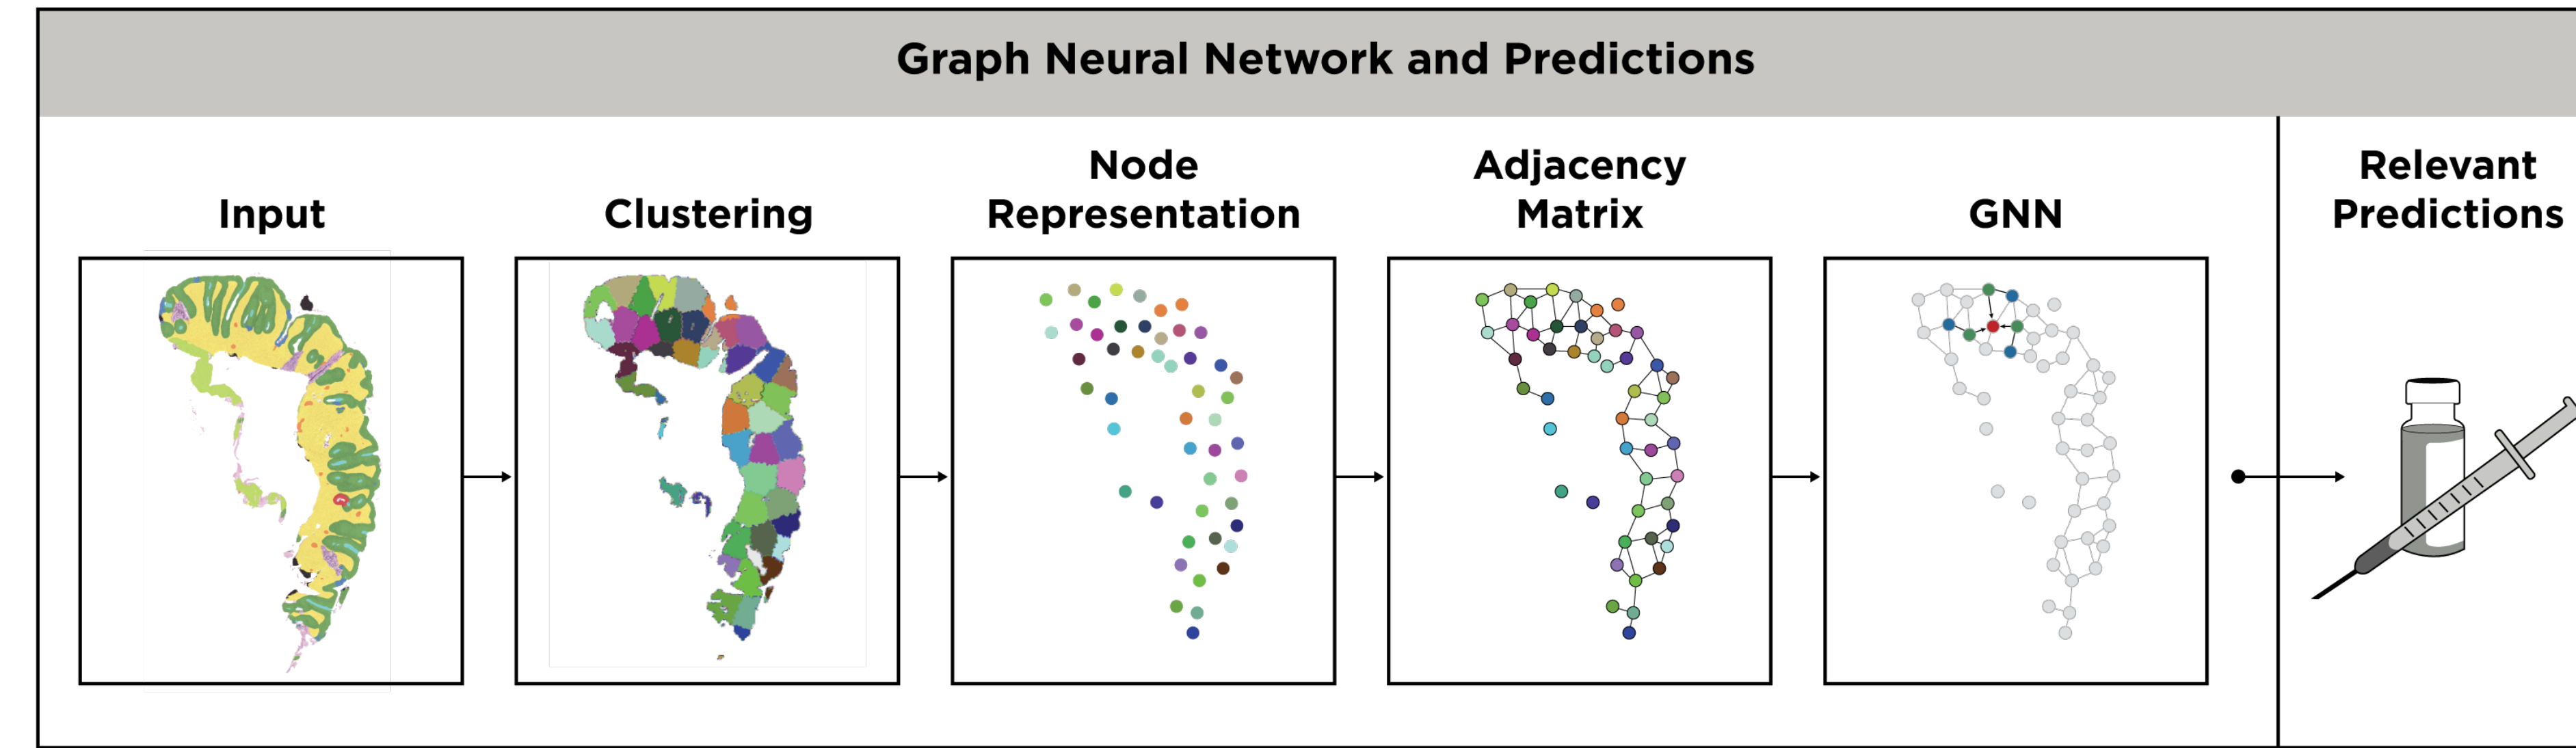 Graph Neural Network and Predictions
Input
Clustering
Node
Representation
Adjacency
Matrix
GNN
Relevant
Predictions